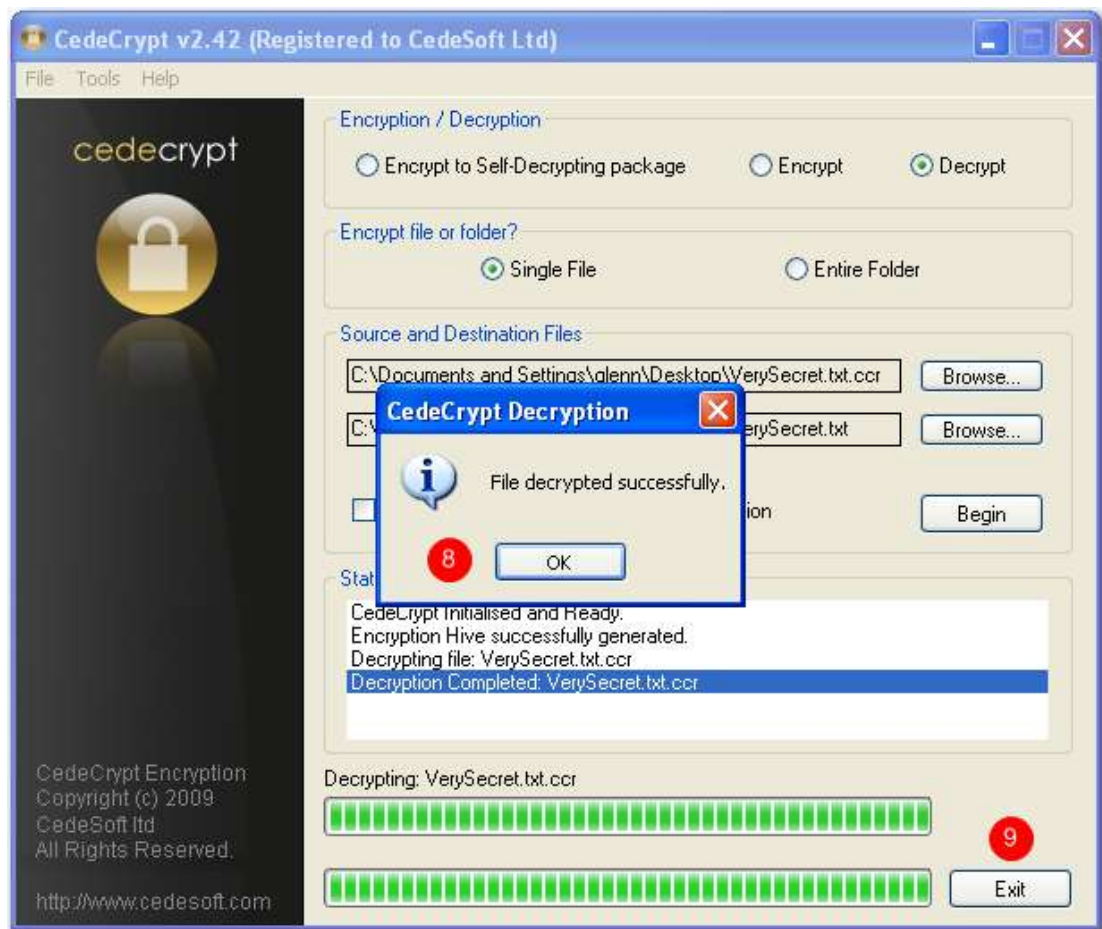 CedeCrypt v2.42 (Registered to CedeSoft Ltd)
File Tools Help
cedecrypt
Encryption / Decryption
Encrypt to Self-Decrypting package Encrypt Decrypt
Encrypt file or folder?
Single File Entire Folder
Source and Destination Files
C:\Documents and Settings\glenn\Desktop\VerySecret.txt.ccr Browse...
CedeCrypt Decryption
C:\ erySecret.txt Browse...
File decrypted successfully.
ion Begin
8 OK
Stat
CedeCrypt Initialised and Ready.
Encryption Hive successfully generated.
Decrypting file: VerySecret.txt.ccr
Decryption Completed: VerySecret.txt.ccr
Decrypting: VerySecret.txt.ccr
9
Exit
CedeCrypt Encryption
Copyright (c) 2009
CedeSoft ltd
All Rights Reserved.
http://www.cedesoft.com